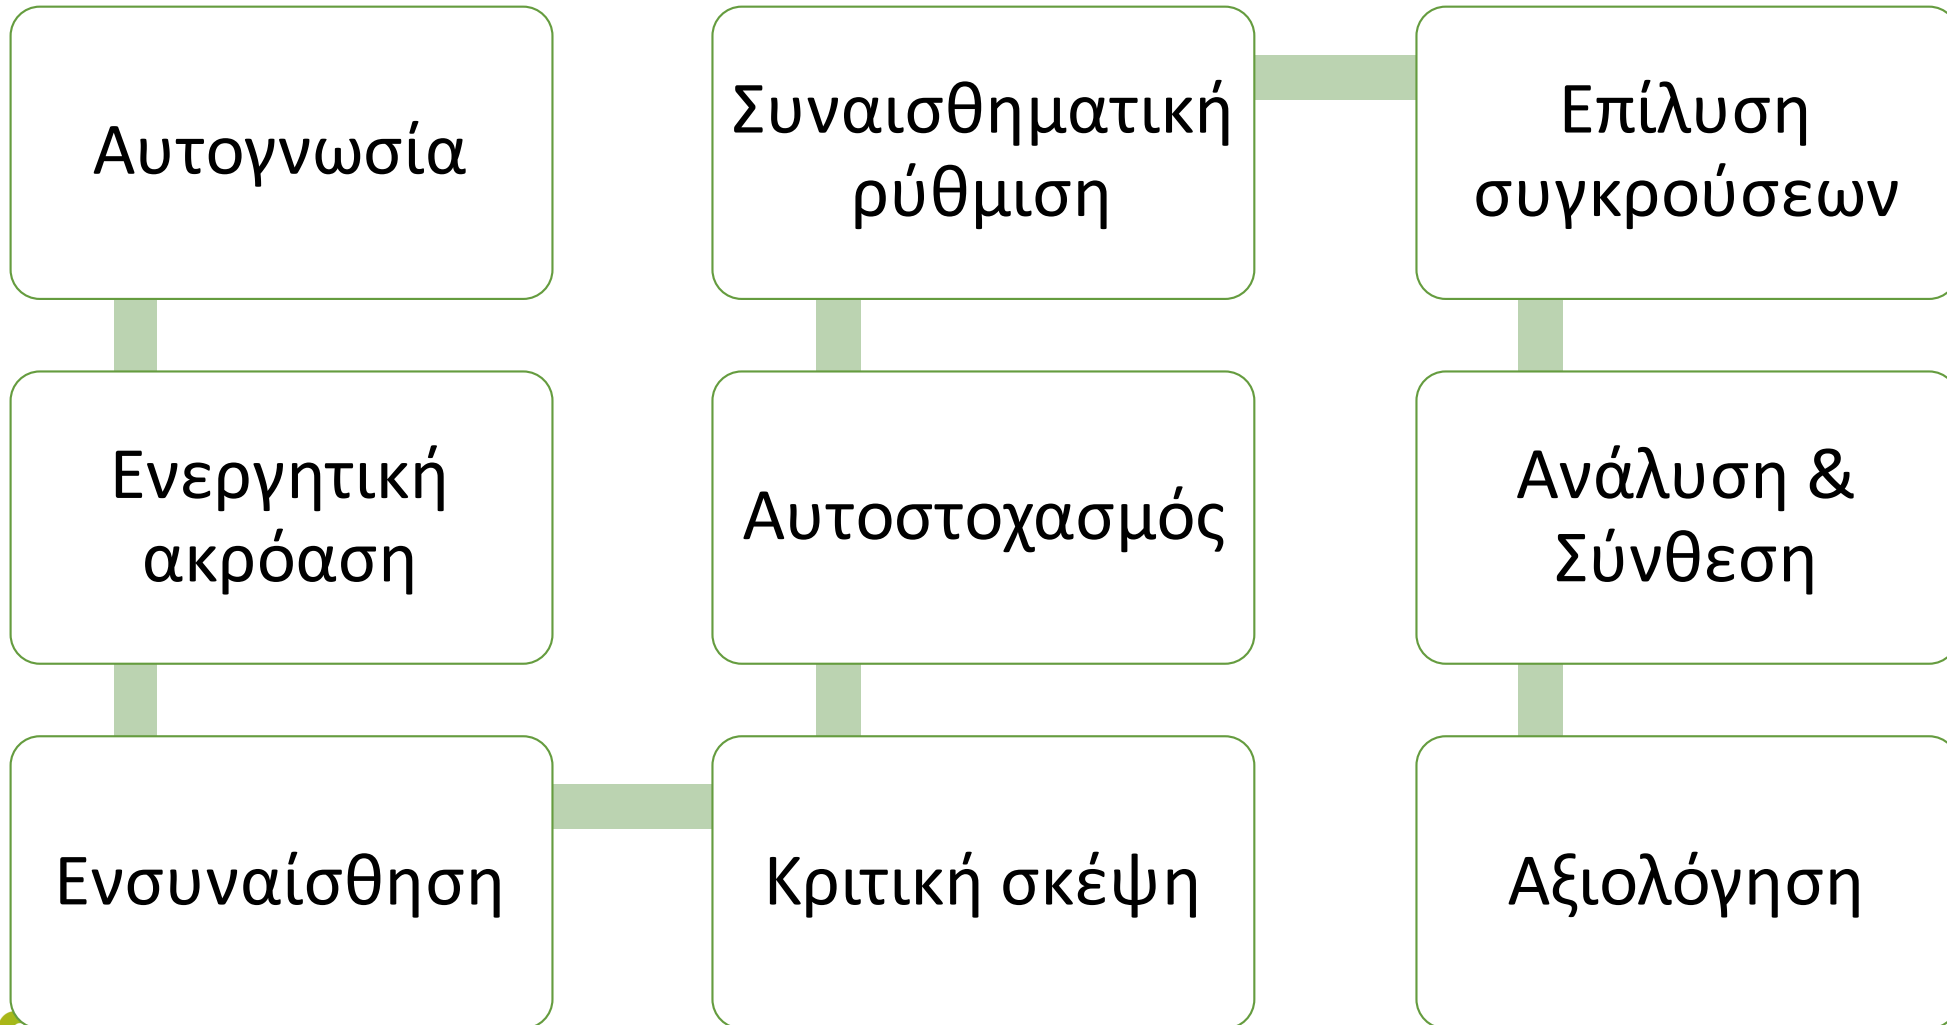 Αυτογνωσία
Ενεργητική
ακρόαση
Ενσυναίσθηση
Κριτική σκέψη
Αυτοστοχασμός
Συναισθηματική
ρύθμιση
Επίλυση
συγκρούσεων
Ανάλυση &
Σύνθεση
Αξιολόγηση